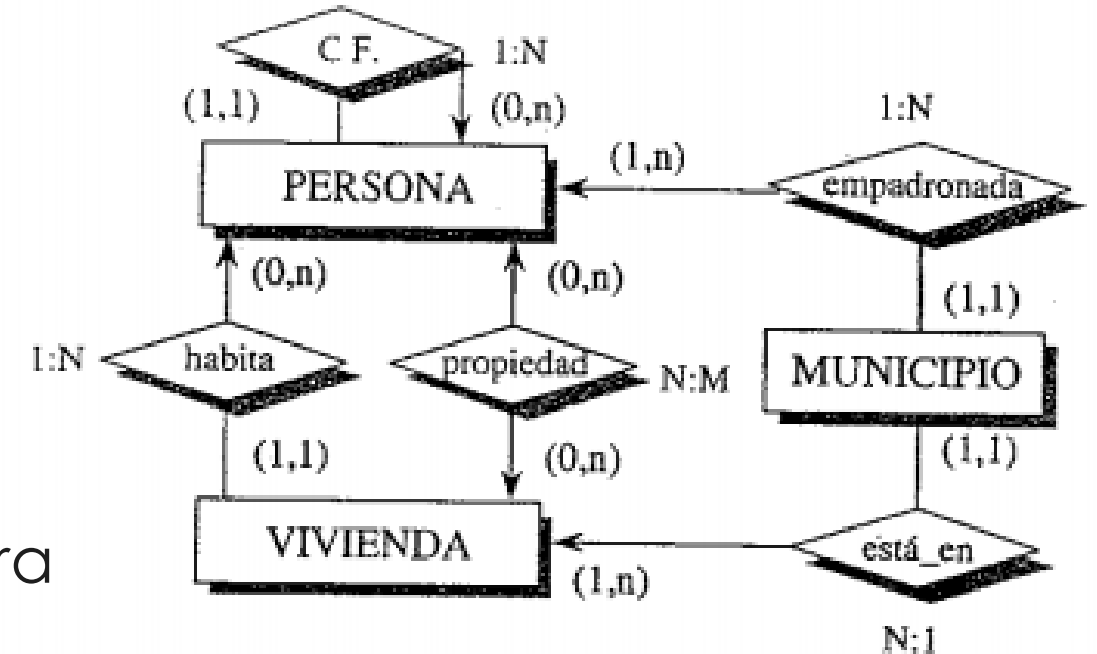 C F.
1:N
(1,1)
(0,n)
1:N
PERSONA
(1,n)
empadronada
(0,n)
(0,n)
(1,1)
1:N
habita
propiedad
N:M
MUNICIPIO
(1,1)
(0,n)
(1,1)
VIVIENDA
está_en
ra
(1,n)
N:1